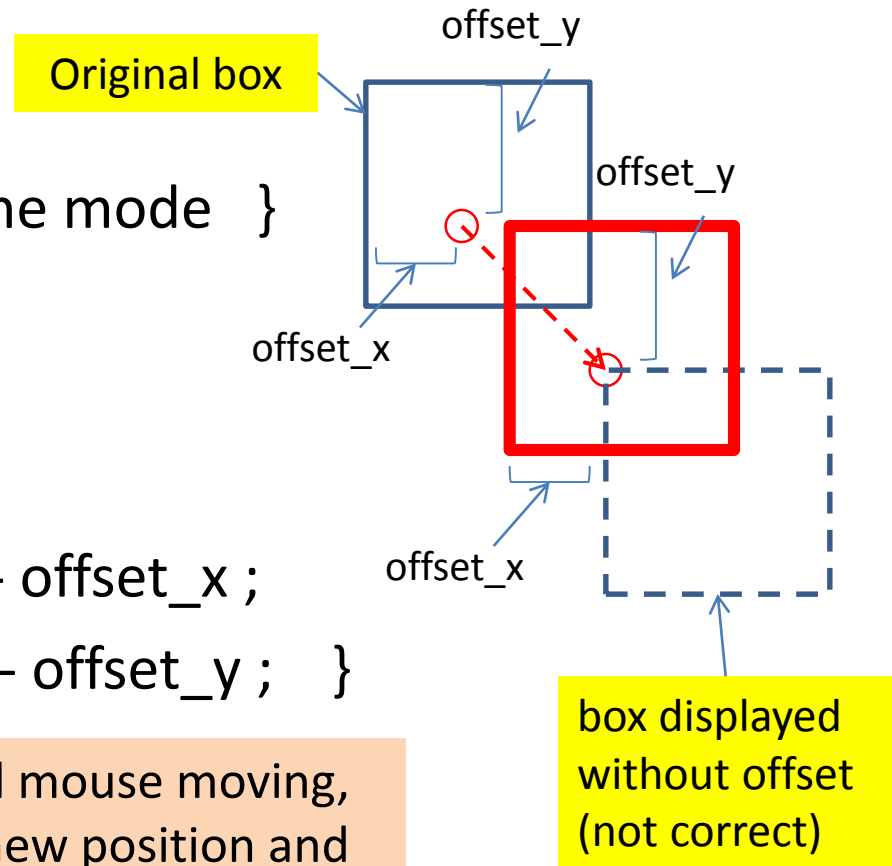 offset_y
Original box
offset_y
ne mode }
offset_x
offset_x
- offset_x ;
- offset_y ; }
box displayed
without offset
(not correct)
mouse moving,
new position and